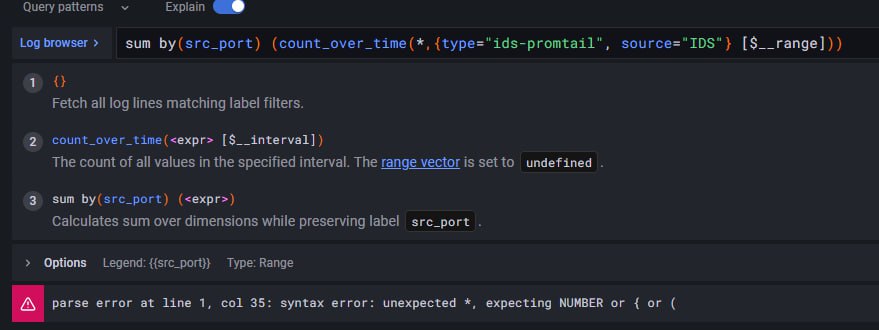 Query patterns Explain
Log browser > sum by(src_port) (count_over_time(*,{type="ids-promtail", source="IDS"} [$__range]))
1 {}
Fetch all log lines matching label filters.
2 count_over_time(<expr> [$__interval])
The count of all values in the specified interval. The range vector is set to undefined .
3 sum by(src_port) (<expr>)
Calculates sum over dimensions while preserving label src_port .
> Options Legend: {{src_port}} Type: Range
parse error at line 1, col 35: syntax error: unexpected *, expecting NUMBER or { or (